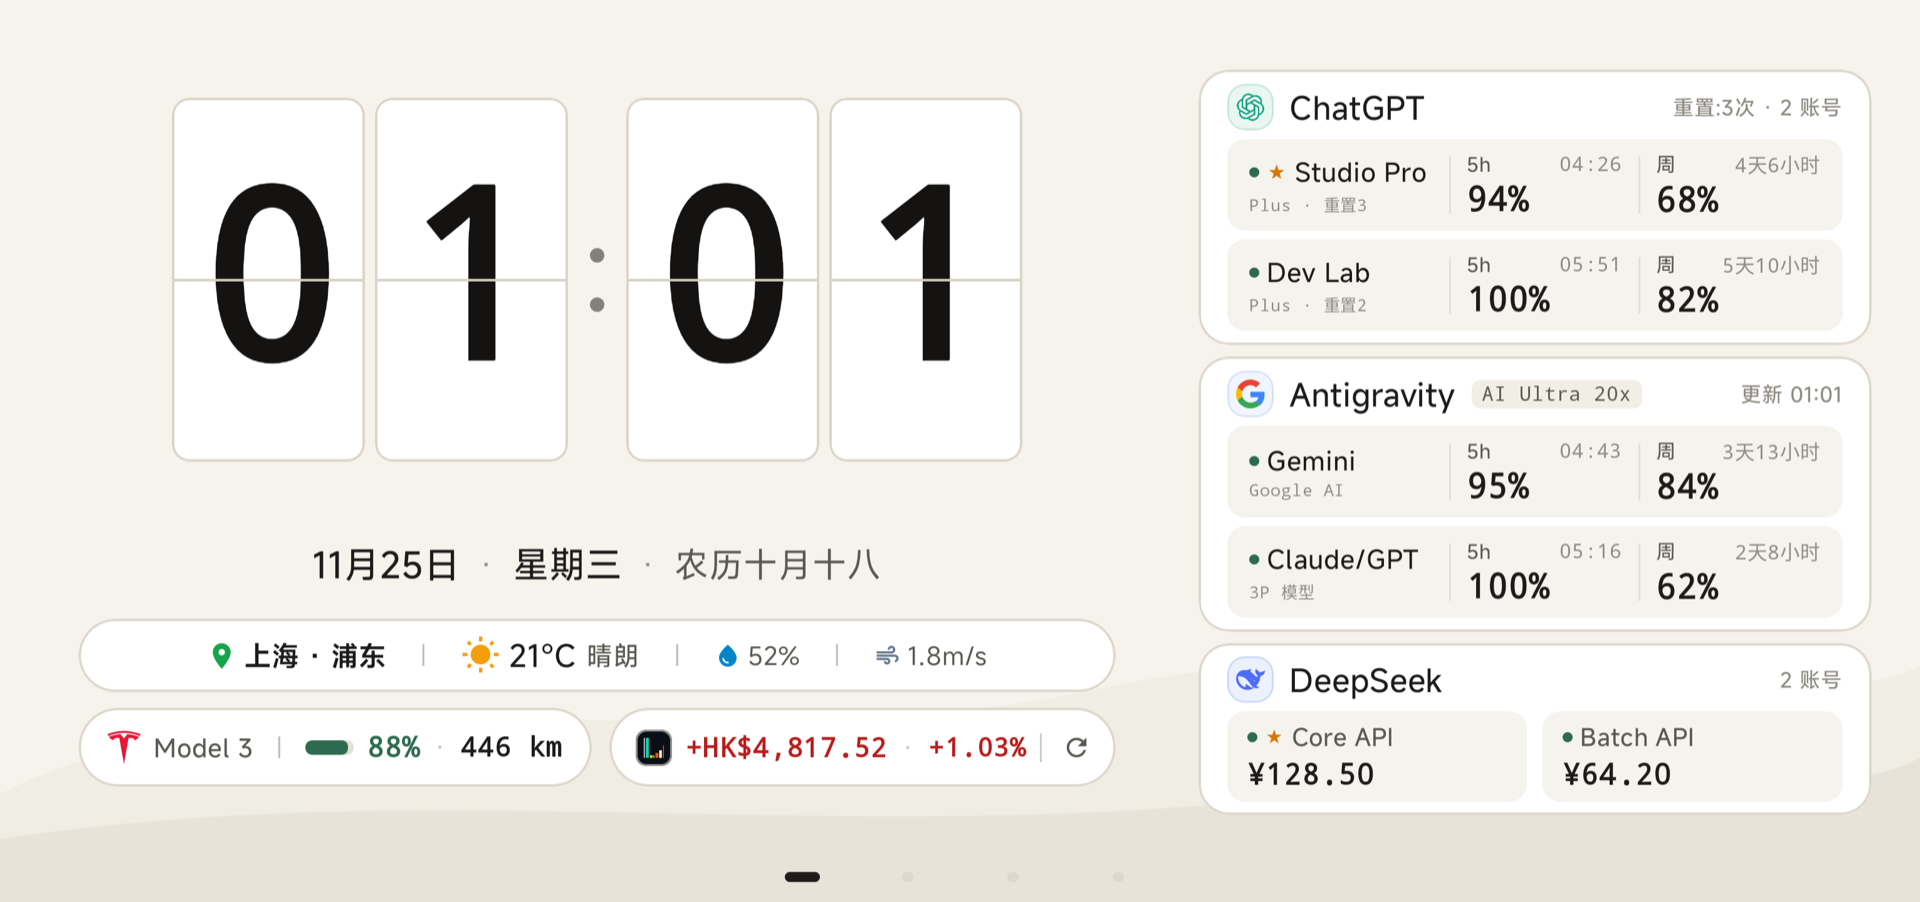 01:01
11月25日 · 星期三 · 农历十月十八
上海 · 浦东 | 21°C 晴朗 | 52% | 1.8m/s
Model 3 | 88% · 446 km
+HK$4,817.52 · +1.03%
ChatGPT 重置:3次 · 2 账号
★ Studio Pro 5h 04:26 周 4天6小时
Plus · 重置3 94% 68%
Dev Lab 5h 05:51 周 5天10小时
Plus · 重置2 100% 82%
Antigravity AI Ultra 20x 更新 01:01
Gemini 5h 04:43 周 3天13小时
Google AI 95% 84%
Claude/GPT 5h 05:16 周 2天8小时
3P 模型 100% 62%
DeepSeek 2 账号
★ Core API Batch API
¥128.50 ¥64.20